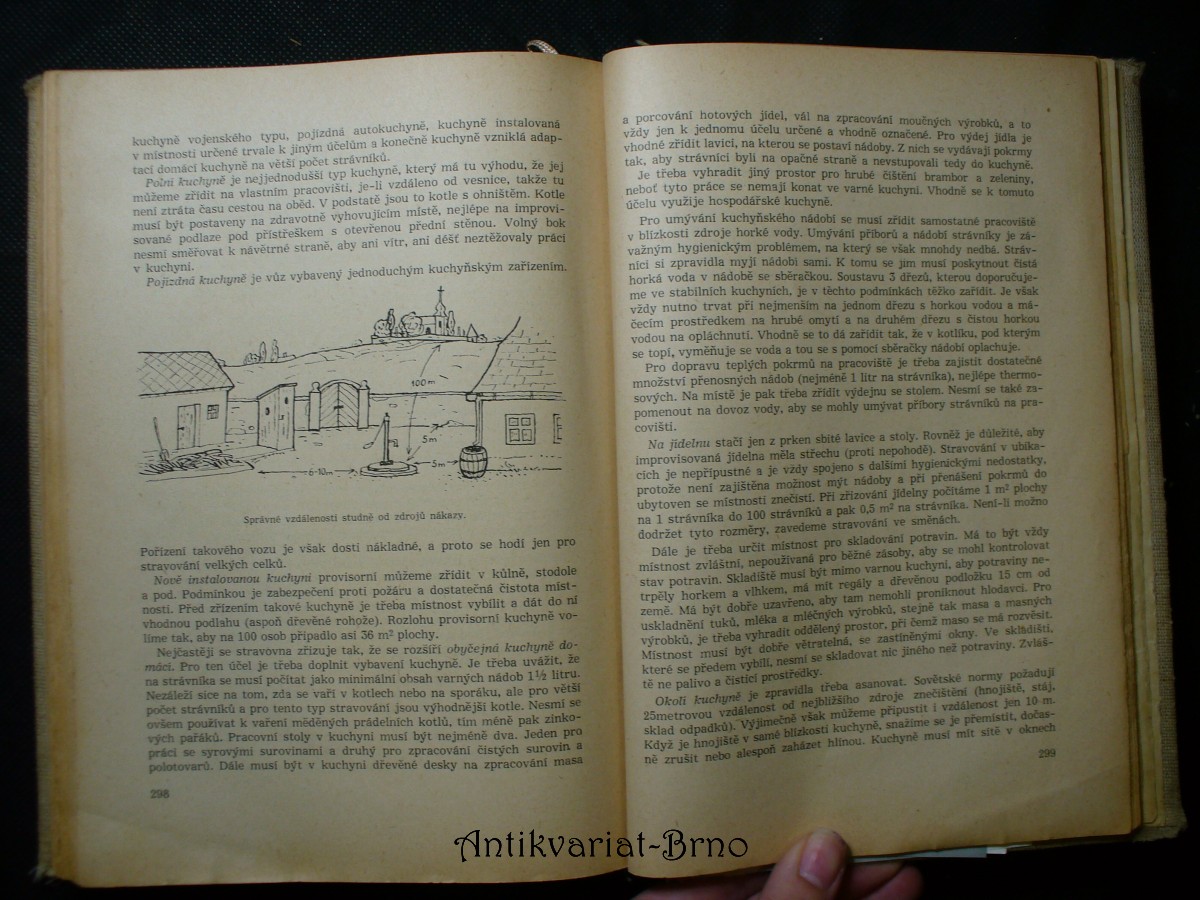 kuchyně vojenského typu, pojízdná autokuchyně, kuchyně instalovaná
v místnosti určené trvale k jiným účelům a konečně kuchyně vzniklá adap-
tací domácí kuchyně na větší počet strávníků.
Polní kuchyně je nejjednodušší typ kuchyně, který má tu výhodu, že jej
můžeme zřídit na vlastním pracovišti, je-li vzdáleno od vesnice, takže tu
není ztráta času cestou na oběd. V podstatě jsou to kotle s ohništěm. Kotle
musí být postaveny na zdravotně vyhovujícím místě, nejlépe na improvi-
sované podlaze pod přístřeškem s otevřenou přední stěnou. Volný bok
nesmí směřovat k návětrné straně, aby ani vítr, ani déšť neztěžovaly práci
v kuchyni.
Pojízdná kuchyně je vůz vybavený jednoduchým kuchyňským zařízením.
100 m
5 m
6-10 m
5 m
Správné vzdálenosti studně od zdrojů nákazy.
Pořízení takového vozu je však dosti nákladné, a proto se hodí jen pro
stravování velkých celků.
Nově instalovanou kuchyni provisorní můžeme zřídit v kůlně, stodole
a pod. Podmínkou je zabezpečení proti požáru a dostatečná čistota míst-
nosti. Před zřízením takové kuchyně je třeba místnost vybílit a dát do ní
vhodnou podlahu (aspoň dřevěné rohože). Rozlohu provisorní kuchyně vo-
líme tak, aby na 100 osob připadlo asi 36 m² plochy.
Nejčastěji se stravovna zřizuje tak, že se rozšíří obyčejná kuchyně do-
mácí. Pro ten účel je třeba doplnit vybavení kuchyně. Je třeba uvážit, že
na strávníka se musí počítat jako minimální obsah varných nádob 1½ litru.
Nezáleží sice na tom, zda se vaří v kotlech nebo na sporáku, ale pro větší
počet strávníků a pro tento typ stravování jsou výhodnější kotle. Nesmí se
ovšem používat k vaření měděných prádelních kotlů, tím méně pak zinko-
vých pařáků. Pracovní stoly v kuchyni musí být nejméně dva. Jeden pro
práci se syrovými surovinami a druhý pro zpracování čistých surovin a
polotovarů. Dále musí být v kuchyni dřevěné desky na zpracování masa
298
a porcování hotových jídel, vál na zpracování moučných výrobků, a to
vždy jen k jednomu účelu určené a vhodně označené. Pro výdej jídla je
vhodné zřídit lavici, na kterou se postaví nádoby. Z nich se vydávají pokrmy
tak, aby strávníci byli na opačné straně a nevstupovali tedy do kuchyně.
Je třeba vyhradit jiný prostor pro hrubé čištění brambor a zeleniny,
neboť tyto práce se nemají konat ve varné kuchyni. Vhodně se k tomuto
účelu využije hospodářské kuchyně.
Pro umývání kuchyňského nádobí se musí zřídit samostatné pracoviště
v blízkosti zdroje horké vody. Umývání příborů a nádobí strávníky je zá-
važným hygienickým problémem, na který se však mnohdy nedbá. Stráv-
níci si zpravidla myjí nádobí sami. K tomu se jim musí poskytnout čistá
horká voda v nádobě se sběračkou. Soustavu 3 dřezů, kterou doporučuje-
me ve stabilních kuchyních, je v těchto podmínkách těžko zařídit. Je však
vždy nutno trvat při nejmenším na jednom dřezu s horkou vodou a má-
čecím prostředkem na hrubé omytí a na druhém dřezu s čistou horkou
vodou na opláchnutí. Vhodně se to dá zařídit tak, že v kotlíku, pod kterým
se topí, vyměňuje se voda a tou se s pomocí sběračky nádobí oplachuje.
Pro dopravu teplých pokrmů na pracoviště je třeba zajistit dostatečné
množství přenosných nádob (nejméně 1 litr na strávníka), nejlépe thermo-
sových. Na místě je pak třeba zřídit výdejnu se stolem. Nesmí se také za-
pomenout na dovoz vody, aby se mohly umývat příbory strávníků na pra-
covišti.
Na jídelnu stačí jen z prken sbité lavice a stoly. Rovněž je důležité, aby
improvisovaná jídelna měla střechu (proti nepohodě). Stravování v ubika-
cích je nepřípustné a je vždy spojeno s dalšími hygienickými nedostatky,
protože není zajištěna možnost mýt nádoby a při přenášení pokrmů do
ubytoven se místnosti znečistí. Při zřizování jídelny počítáme 1 m² plochy
na 1 strávníka do 100 strávníků a pak 0,5 m² na strávníka. Není-li možno
dodržet tyto rozměry, zavedeme stravování ve směnách.
Dále je třeba určit místnost pro skladování potravin. Má to být vždy
místnost zvláštní, nepoužívaná pro běžné zásoby, aby se mohl kontrolovat
stav potravin. Skladiště musí být mimo varnou kuchyni, aby potraviny ne-
trpěly horkem a vlhkem, má mít regály a dřevěnou podložku 15 cm od
země. Má být dobře uzavřeno, aby tam nemohli proniknout hlodavci. Pro
uskladnění tuků, mléka a mléčných výrobků, stejně tak masa a masných
výrobků, je třeba vyhradit oddělený prostor, při čemž maso se má rozvěsit.
Místnost musí být dobře větratelná, se zastíněnými okny. Ve skladišti,
které se předem vybílí, nesmí se skladovat nic jiného než potraviny. Zvláš-
tě ne palivo a čisticí prostředky.
Okolí kuchyně je zpravidla třeba asanovat. Sovětské normy požadují
25metrovou vzdálenost od nejbližšího zdroje znečištění (hnojiště, stáj,
sklad odpadků). Výjimečně však můžeme připustit i vzdálenost jen 10 m.
Když je hnojiště v samé blízkosti kuchyně, snažíme se je přemístit, dočas-
ně zrušit nebo alespoň zaházet hlínou. Kuchyně musí mít sítě v oknech
299
Antikvariat-Brno